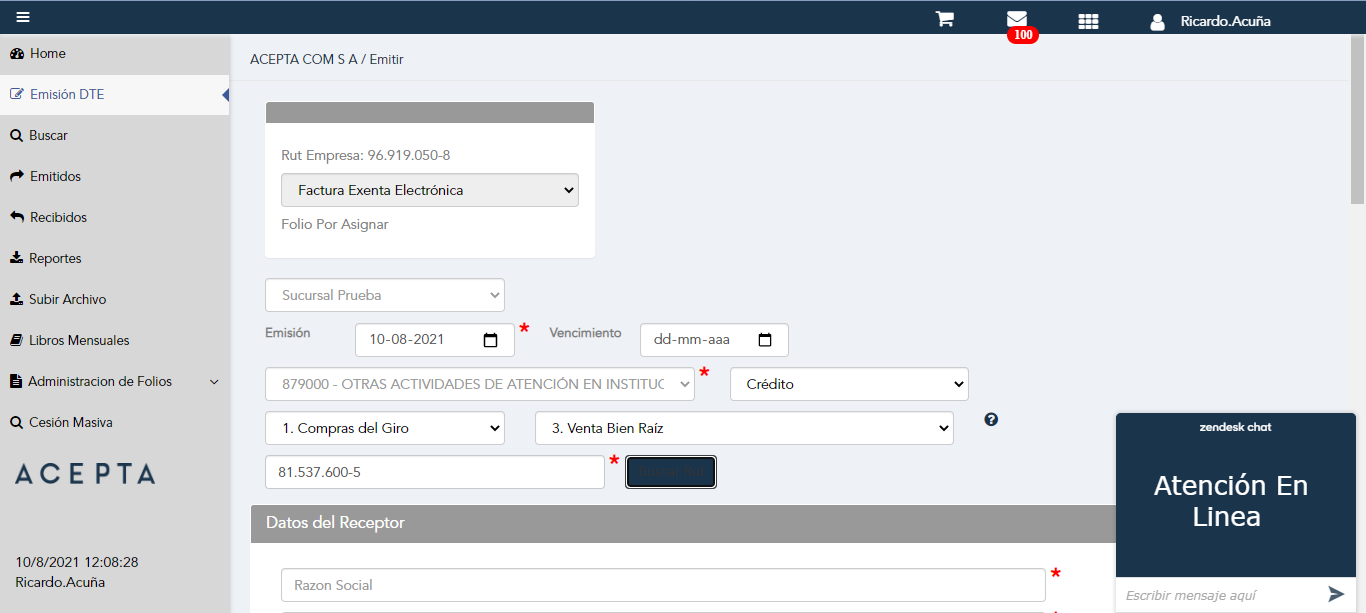 100
Ricardo.Acuña
Home
Emisión DTE
Buscar
Emitidos
Recibidos
Reportes
Subir Archivo
Libros Mensuales
Administracion de Folios
Cesión Masiva
ACEPTA
10/8/2021 12:08:28
Ricardo.Acuña
ACEPTA COM S A / Emitir
Rut Empresa: 96.919.050-8
Factura Exenta Electrónica
Folio Por Asignar
Sucursal Prueba
Emisión 10-08-2021 * Vencimiento dd-mm-aaa
879000 - OTRAS ACTIVIDADES DE ATENCIÓN EN INSTITUC * Crédito
1. Compras del Giro 3. Venta Bien Raíz
81.537.600-5 *
Datos del Receptor
Razon Social *
zendesk chat
Atención En
Linea
Escribir mensaje aquí